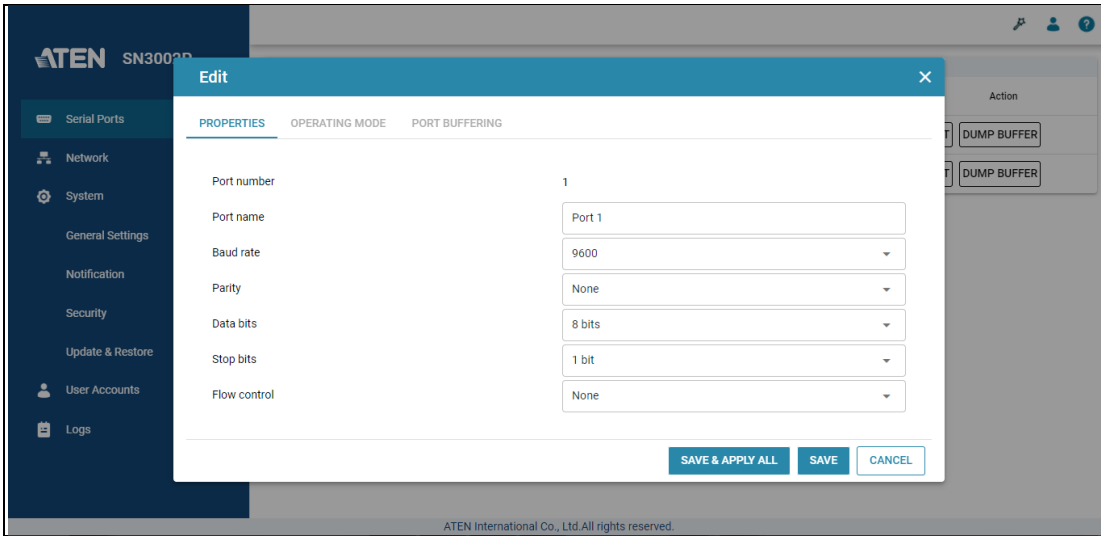 ATEN
Edit
Action
Serial Ports
PROPERTIES OPERATING MODE PORT BUFFERING
DUMP BUFFER
Network
DUMP BUFFER
Port number 1
System
Port name Port 1
General Settings
Baud rate 9600
Notification
Parity None
Security
Data bits 8 bits
Update & Restore
Stop bits 1 bit
User Accounts
Flow control None
Logs
SAVE & APPLY ALL SAVE CANCEL
ATEN International Co., Ltd.All rights reserved.